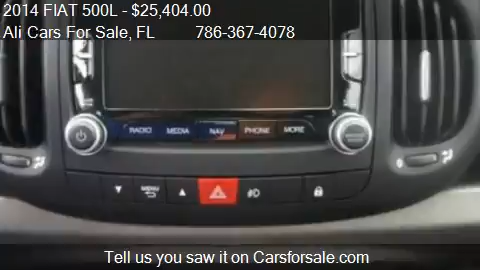 2014 FIAT 500L - $25,404.00
Ali Cars For Sale, FL 786-367-4078
RADIO MEDIA NAV PHONE MORE
MENU
Tell us you saw it on Carsforsale.com